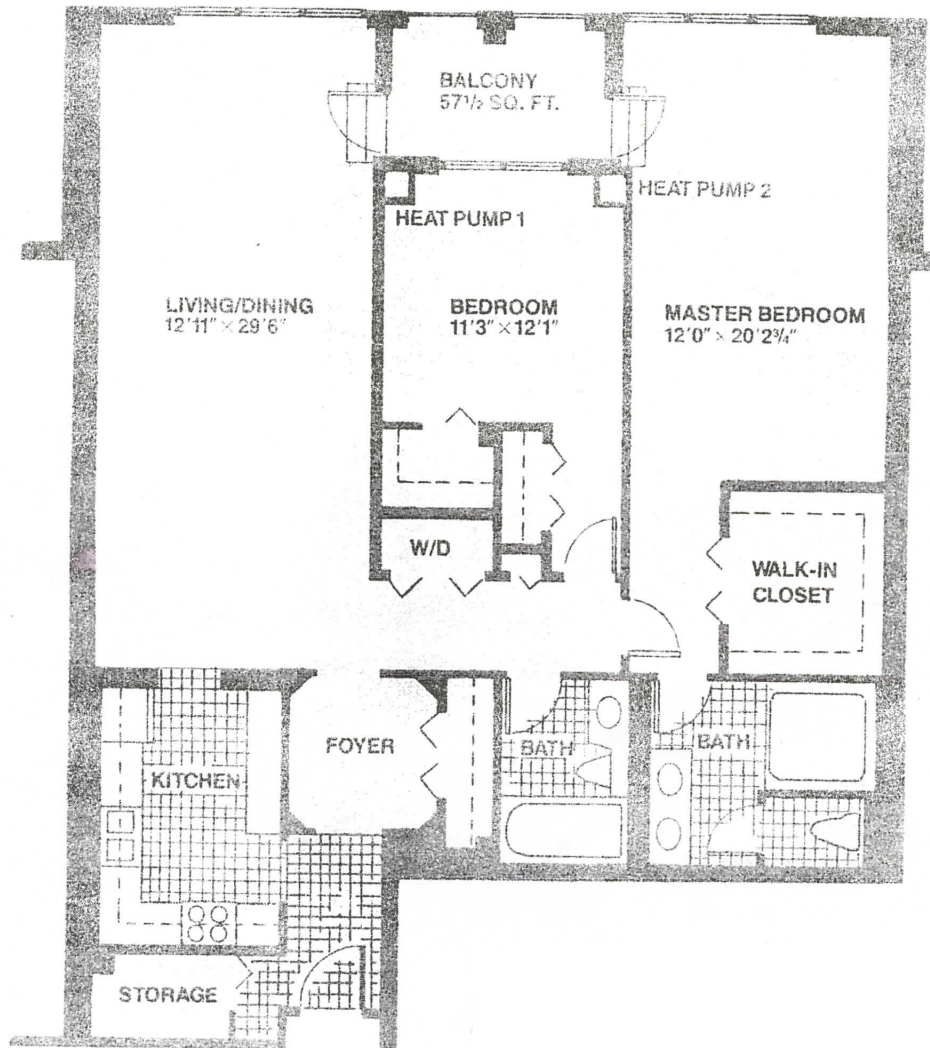 BALCONY
57½ SQ. FT.
HEAT PUMP 1
HEAT PUMP 2
LIVING/DINING
12'11" × 29'6"
BEDROOM
11'3" × 12'1"
MASTER BEDROOM
12'0" × 20'2¾"
W/D
WALK-IN
CLOSET
FOYER
BATH
BATH
KITCHEN
STORAGE